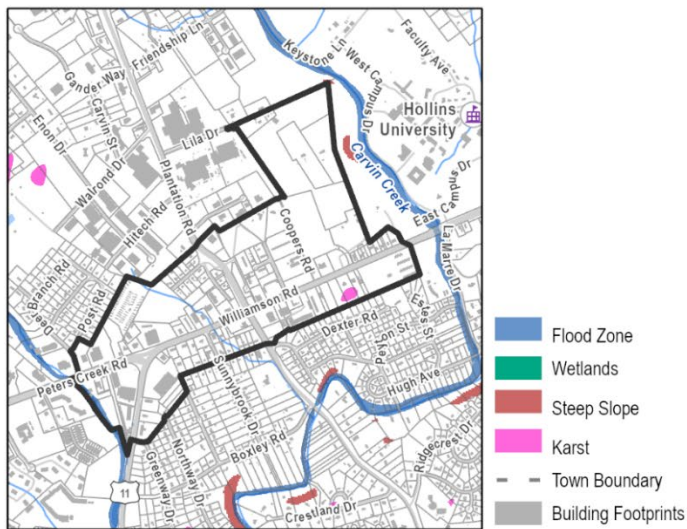 Friendship Ln
Keystone Ln
Faculty Ave
West Campus Dr
Gander Way
Carvin St
Hollins
University
Enon Dr
Lila Dr
Walrond Dr
Plantation Rd
Carvin Creek
Hitech Rd
East Campus Dr
Coopers Rd
La Marre Dr
Deer Branch Rd
Post Rd
Williamson Rd
Estes St
Dexter Rd
on St
Peyton
Peters Creek Rd
Sunnybrook Dr
Hugh Ave
Boxley Rd
Northway Dr
Greenway Dr
Ridgecrest Dr
11
Crestland Dr
Flood Zone
Wetlands
Steep Slope
Karst
Town Boundary
Building Footprints